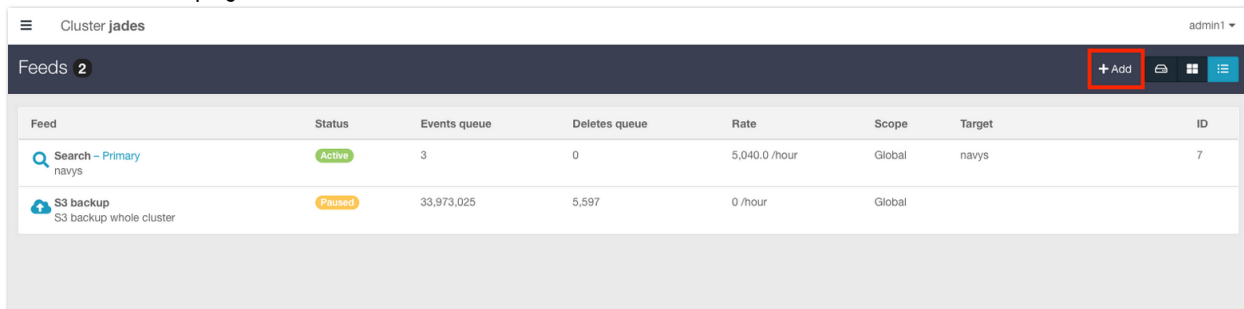 Cluster jades
admin1
Feeds 2
+ Add
Feed Status Events queue Deletes queue Rate Scope Target ID
Search – Primary Active 3 0 5,040.0 /hour Global navys 7
navys
S3 backup Paused 33,973,025 5,597 0 /hour Global
S3 backup whole cluster